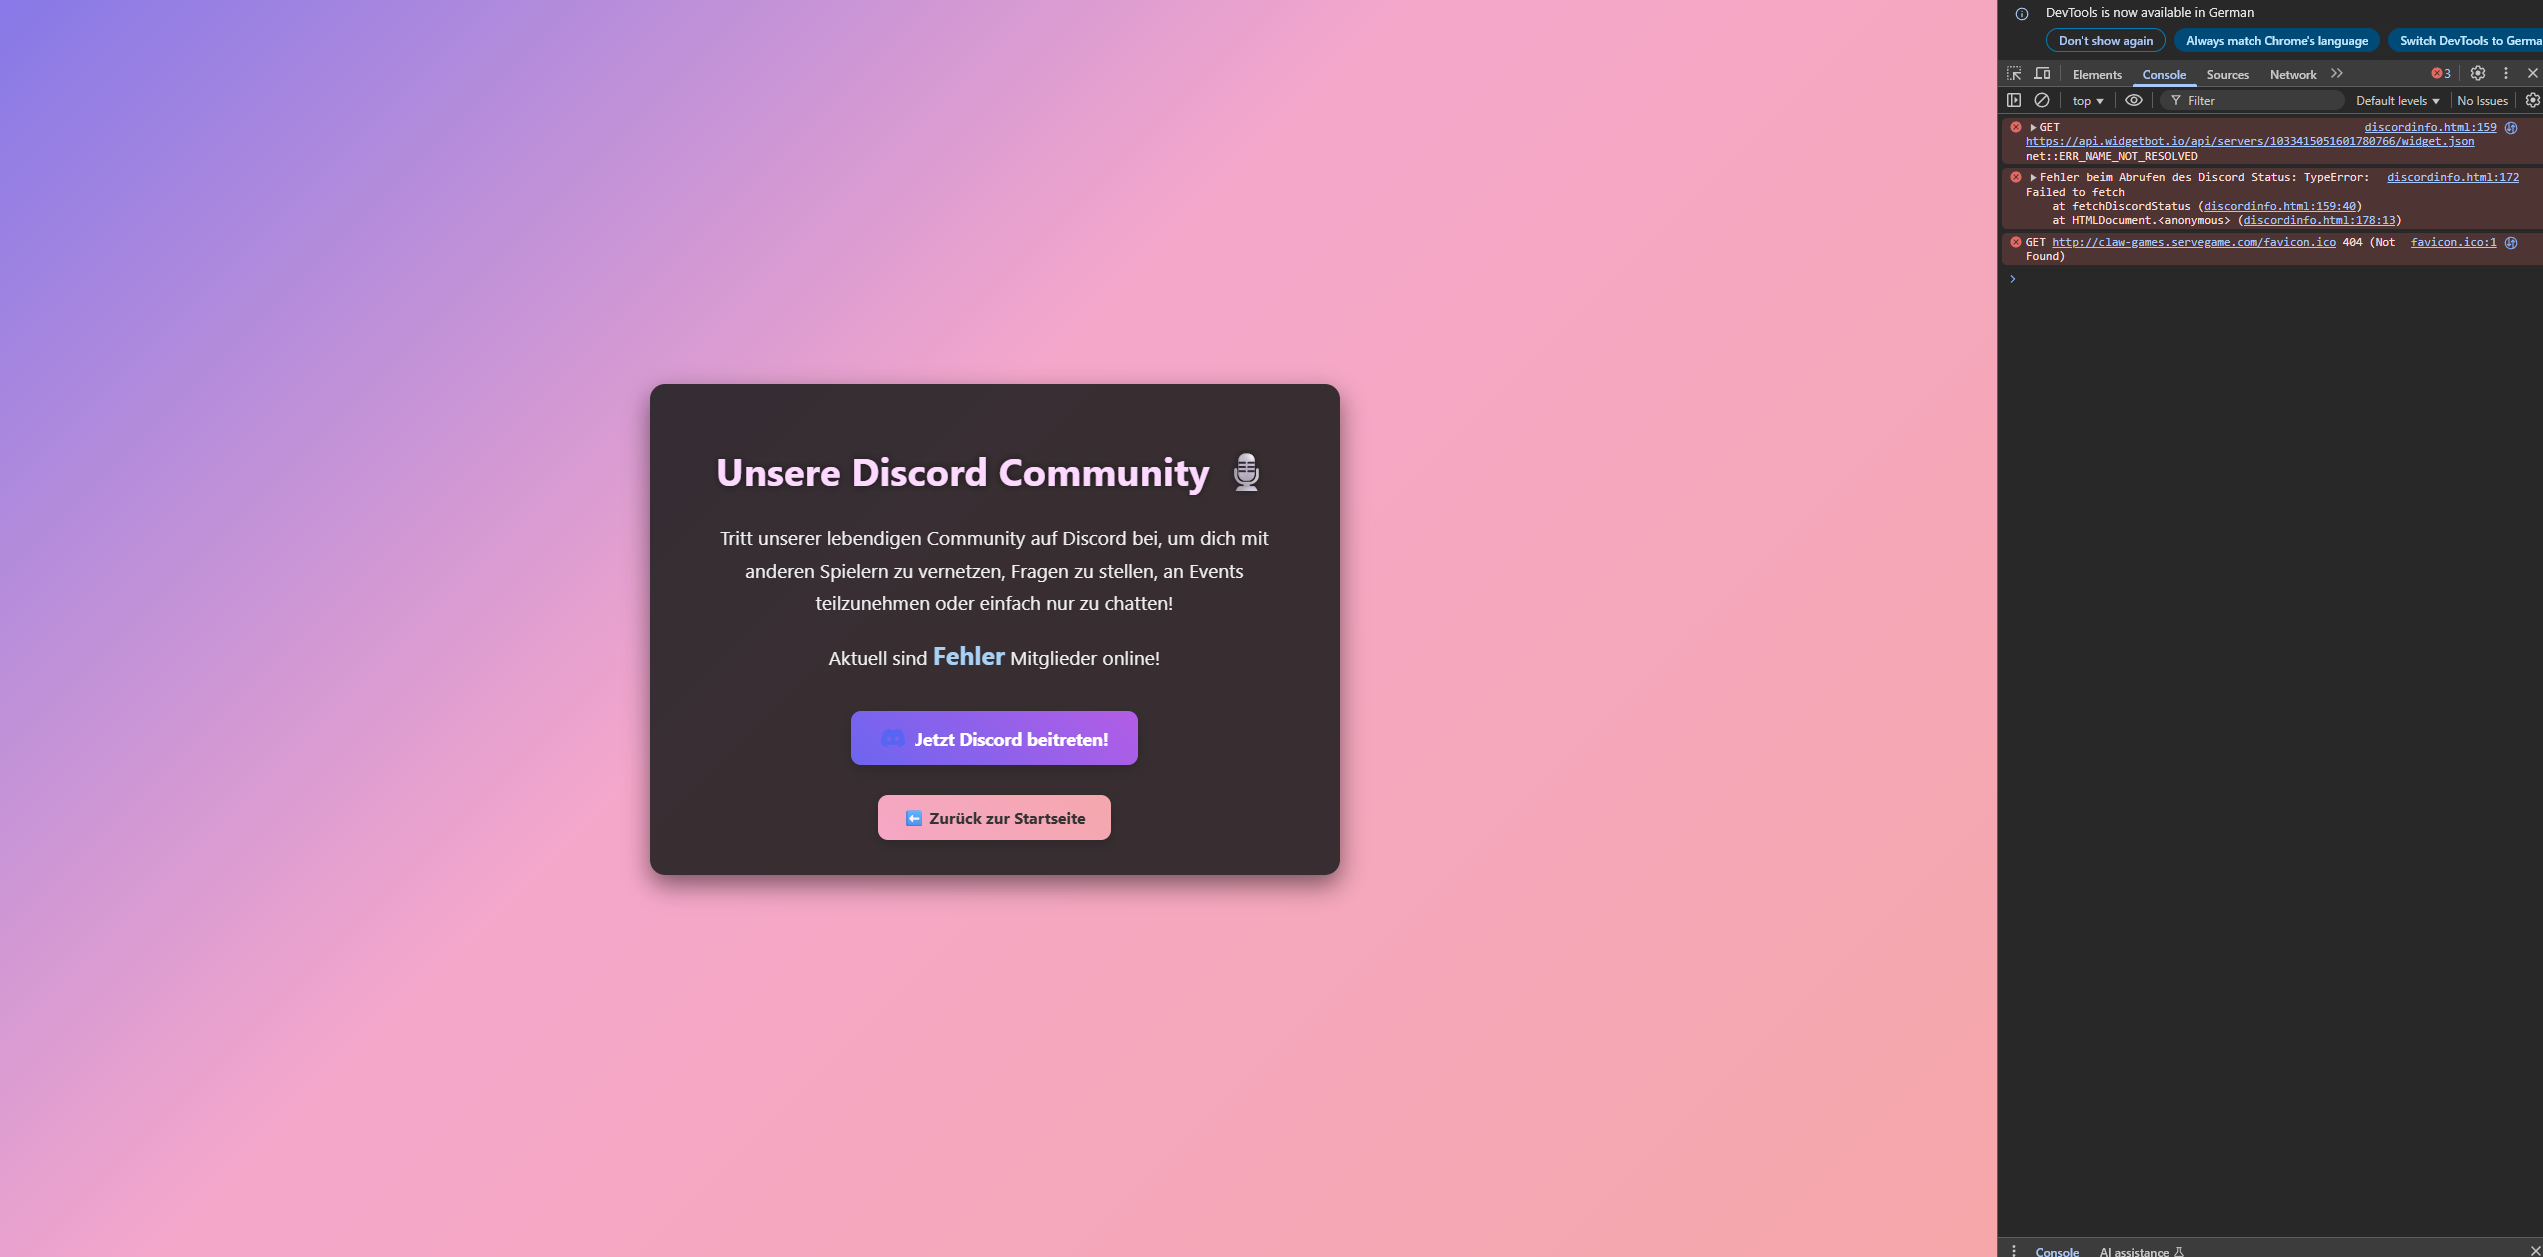 Unsere Discord Community
Tritt unserer lebendigen Community auf Discord bei, um dich mit
anderen Spielern zu vernetzen, Fragen zu stellen, an Events
teilzunehmen oder einfach nur zu chatten!
Aktuell sind Fehler Mitglieder online!
Jetzt Discord beitreten!
Zurück zur Startseite
DevTools is now available in German
Don't show again Always match Chrome's language Switch DevTools to Germa
Elements Console Sources Network 3
top Filter Default levels No Issues
GET discordinfo.html:159
https://api.widgetbot.io/api/servers/1033415051601780766/widget.json
net::ERR_NAME_NOT_RESOLVED
Fehler beim Abrufen des Discord Status: TypeError: discordinfo.html:172
Failed to fetch
at fetchDiscordStatus (discordinfo.html:159:40)
at HTMLDocument.<anonymous> (discordinfo.html:178:13)
GET http://claw-games.servegame.com/favicon.ico 404 (Not favicon.ico:1
Found)
Console AI assistance